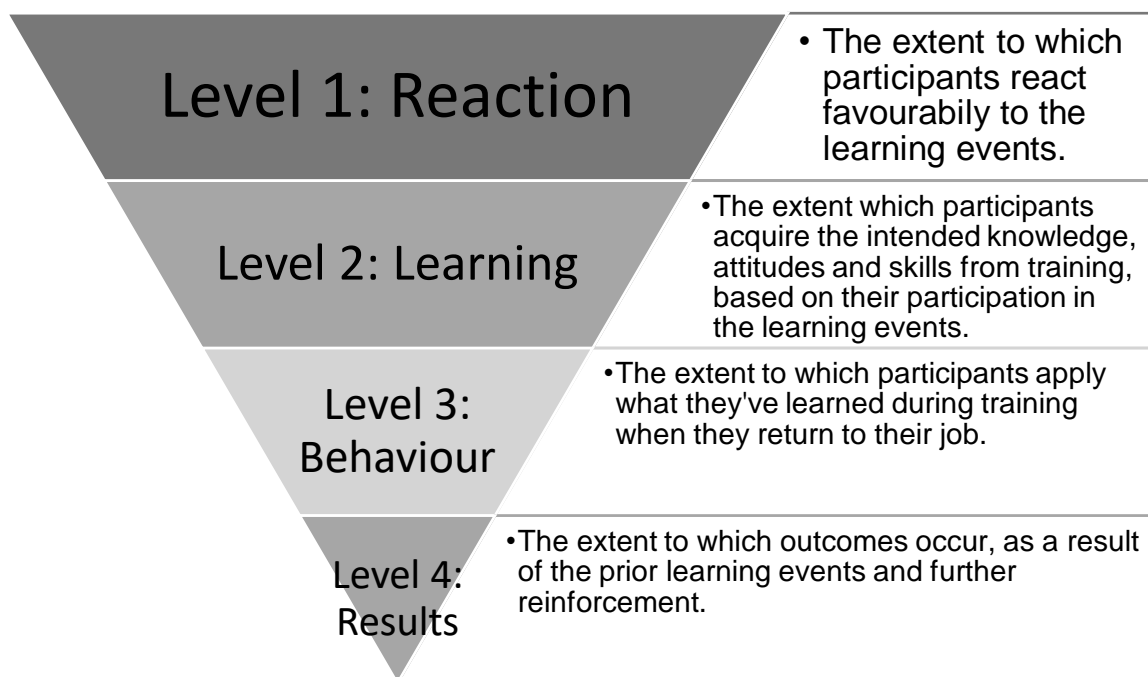 Level 1: Reaction
• The extent to which
participants react
favourabily to the
learning events.
Level 2: Learning
•The extent which participants
acquire the intended knowledge,
attitudes and skills from training,
based on their participation in
the learning events.
Level 3:
Behaviour
•The extent to which participants apply
what they've learned during training
when they return to their job.
Level 4:
Results
•The extent to which outcomes occur, as a result
of the prior learning events and further
reinforcement.